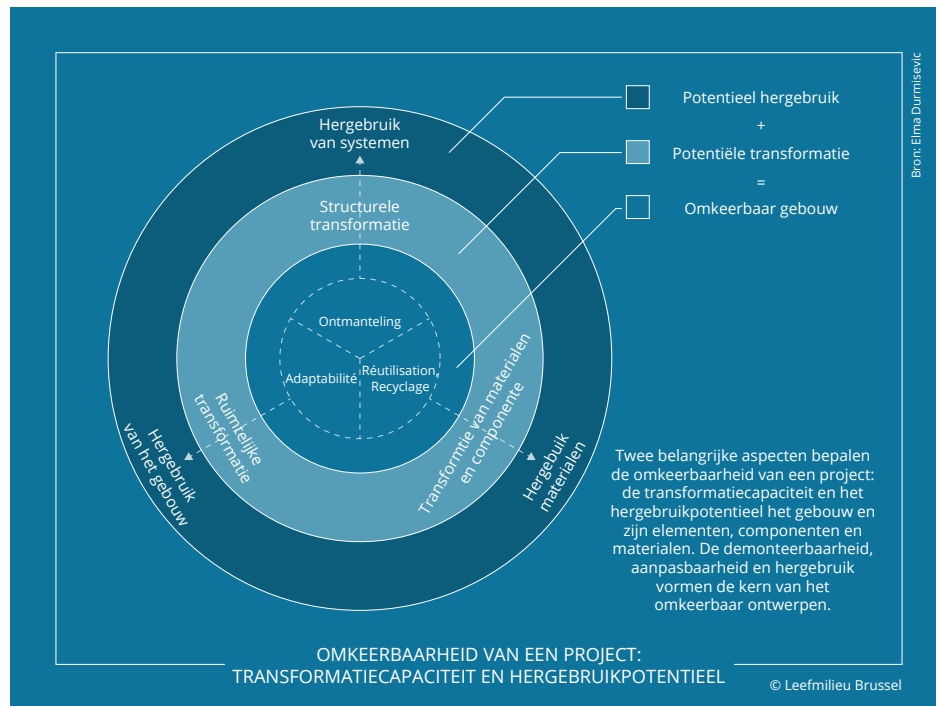 Hergebruik
van systemen
Structurele
transformatie
Ontmanteling
Adaptabilité
Réutilisation,
Recyclage
Ruimtelijke
transformatie
Hergebruik
van het gebouw
Transformtie van materialen
en componente
Hergebuik
materialen
Potentieel hergebruik
+
Potentiële transformatie
=
Omkeerbaar gebouw
Bron: Elma Durmisevic
Twee belangrijke aspecten bepalen
de omkeerbaarheid van een project:
de transformatiecapaciteit en het
hergebruikpotentieel het gebouw en
zijn elementen, componenten en
materialen. De demonteerbaarheid,
aanpasbaarheid en hergebruik
vormen de kern van het
omkeerbaar ontwerpen.
OMKEERBAARHEID VAN EEN PROJECT:
TRANSFORMATIECAPACITEIT EN HERGEBRUIKPOTENTIEEL
© Leefmilieu Brussel